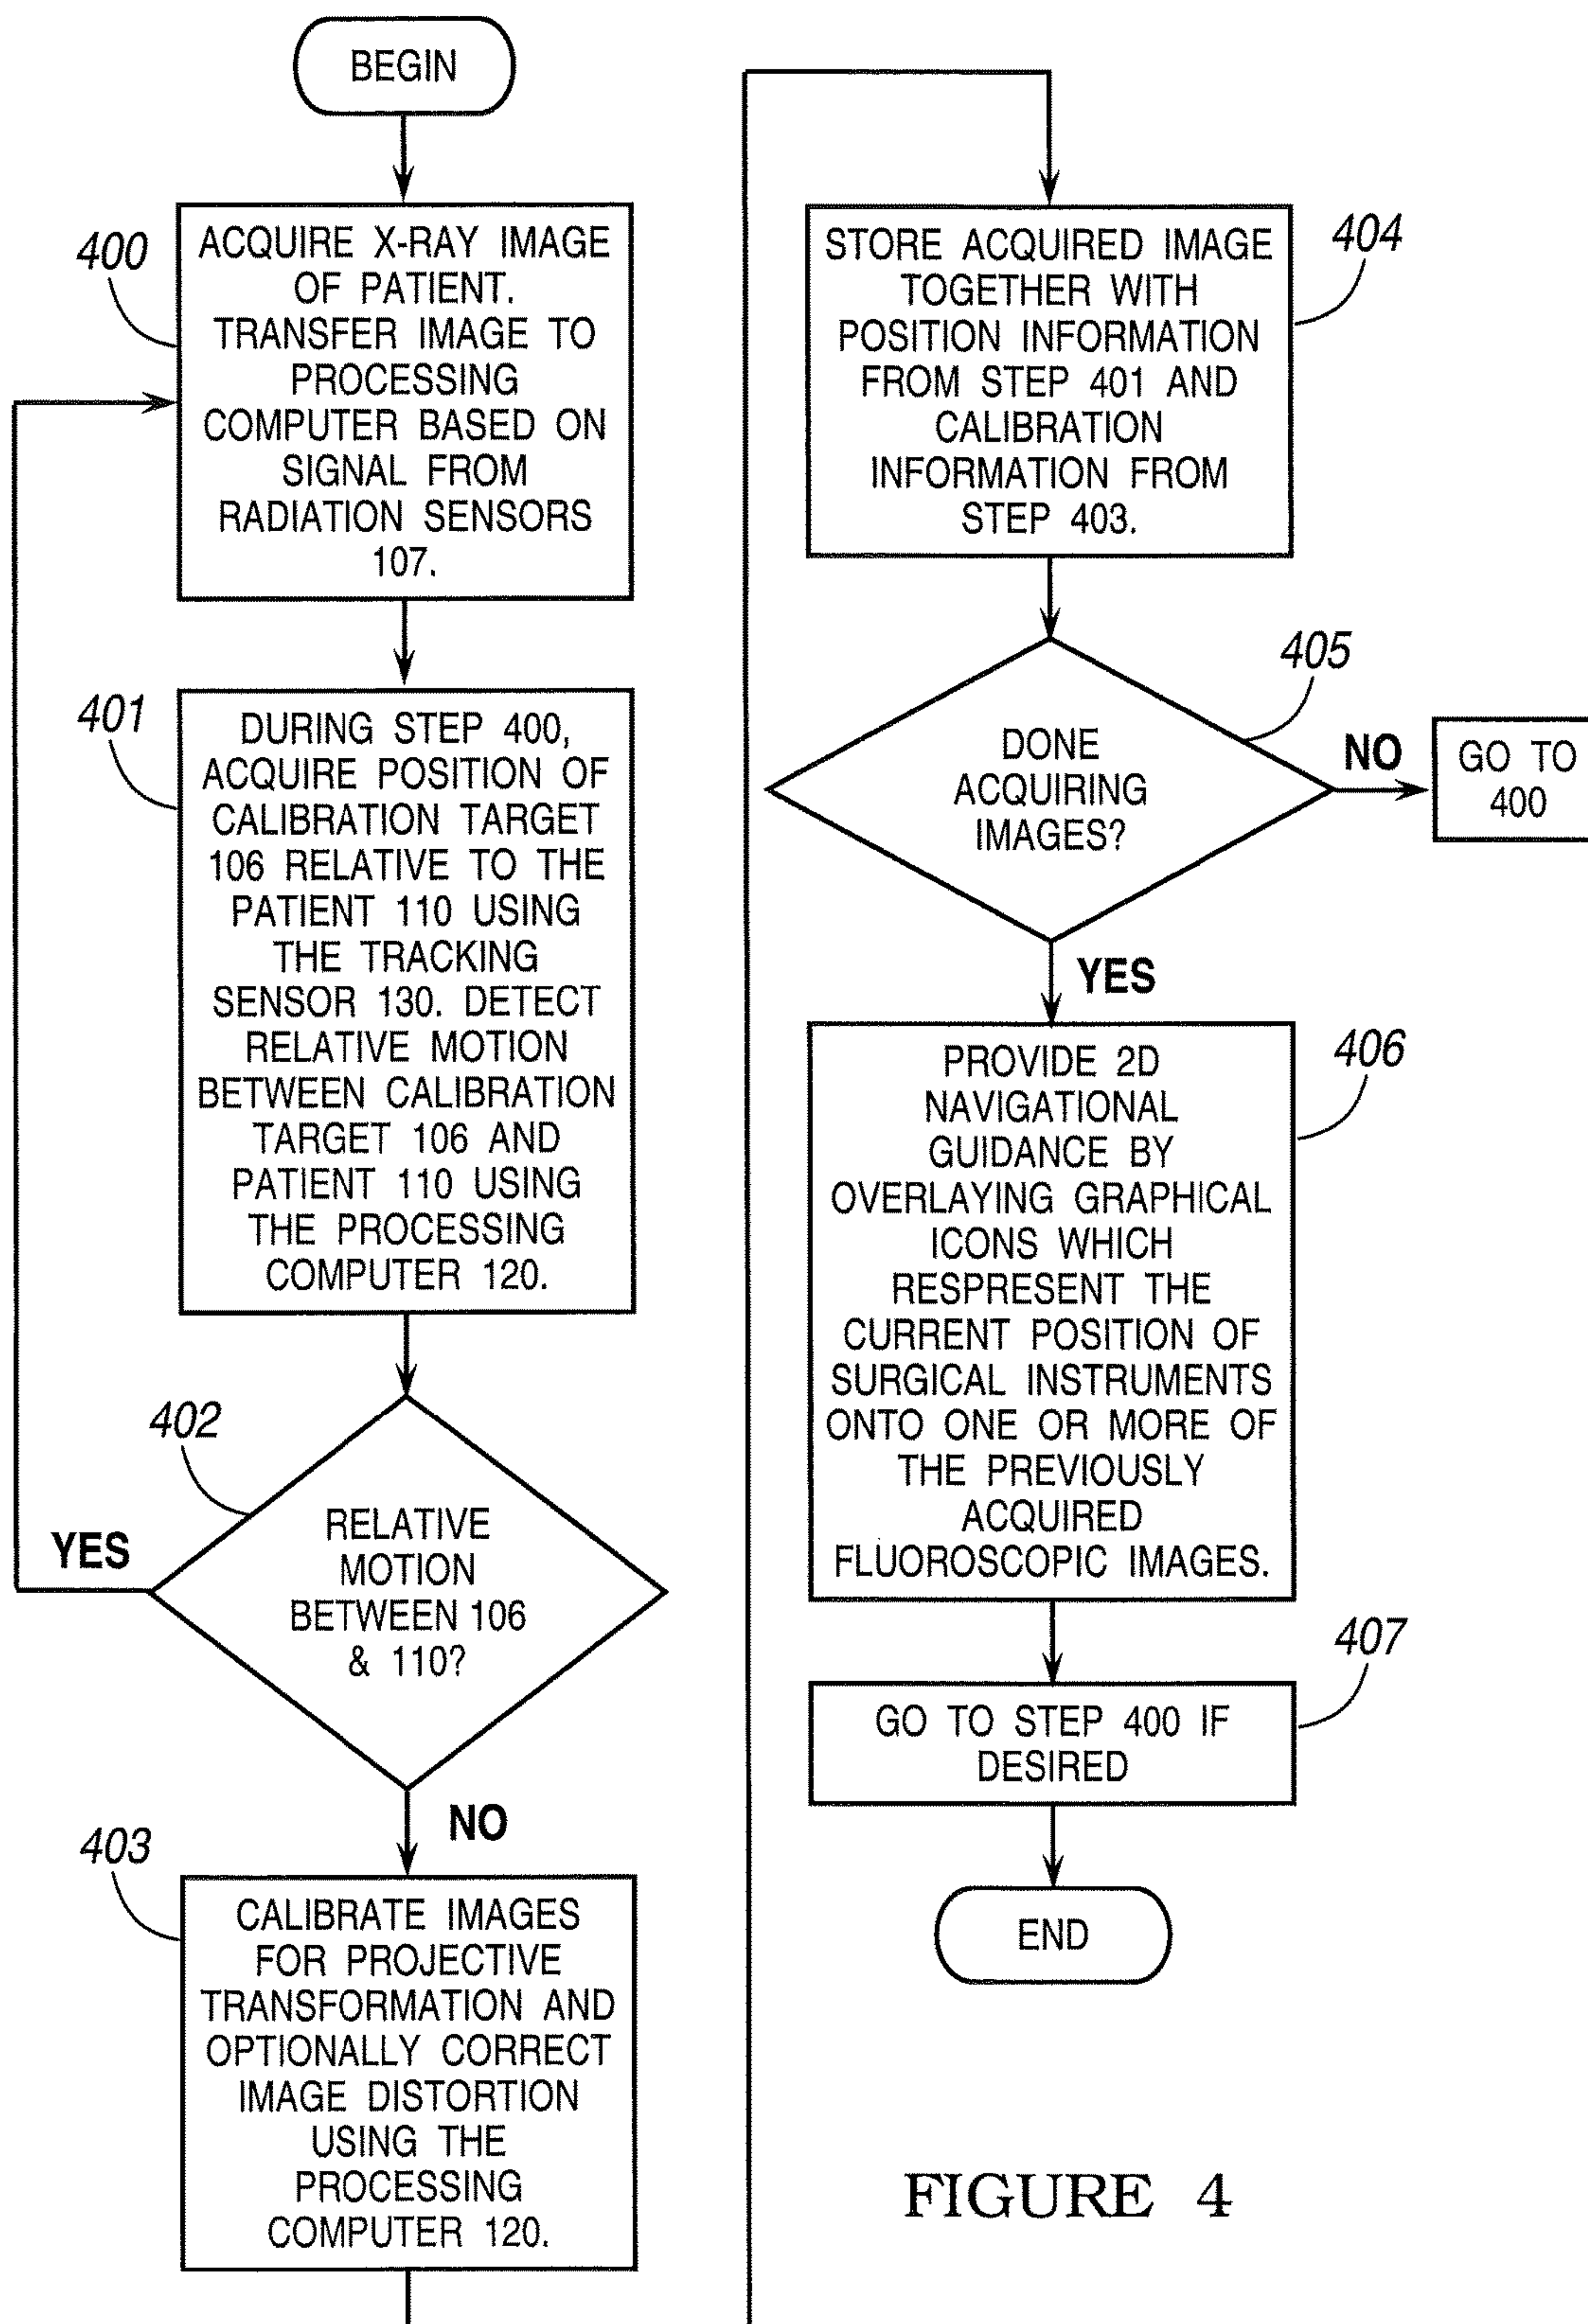 BEGIN
400
ACQUIRE X-RAY IMAGE
OF PATIENT.
TRANSFER IMAGE TO
PROCESSING
COMPUTER BASED ON
SIGNAL FROM
RADIATION SENSORS
107.
401
DURING STEP 400,
ACQUIRE POSITION OF
CALIBRATION TARGET
106 RELATIVE TO THE
PATIENT 110 USING
THE TRACKING
SENSOR 130. DETECT
RELATIVE MOTION
BETWEEN CALIBRATION
TARGET 106 AND
PATIENT 110 USING
THE PROCESSING
COMPUTER 120.
402
RELATIVE
MOTION
BETWEEN 106
& 110?
YES
NO
403
CALIBRATE IMAGES
FOR PROJECTIVE
TRANSFORMATION AND
OPTIONALLY CORRECT
IMAGE DISTORTION
USING THE
PROCESSING
COMPUTER 120.
404
STORE ACQUIRED IMAGE
TOGETHER WITH
POSITION INFORMATION
FROM STEP 401 AND
CALIBRATION
INFORMATION FROM
STEP 403.
405
DONE
ACQUIRING
IMAGES?
NO
GO TO
400
YES
406
PROVIDE 2D
NAVIGATIONAL
GUIDANCE BY
OVERLAYING GRAPHICAL
ICONS WHICH
RESPRESENT THE
CURRENT POSITION OF
SURGICAL INSTRUMENTS
ONTO ONE OR MORE OF
THE PREVIOUSLY
ACQUIRED
FLUOROSCOPIC IMAGES.
407
GO TO STEP 400 IF
DESIRED
END
FIGURE 4